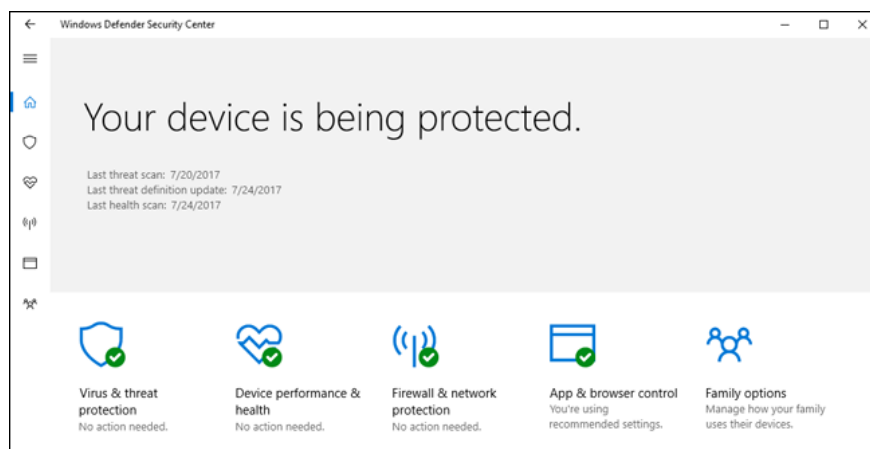 Windows Defender Security Center
Your device is being protected.
Last threat scan: 7/20/2017
Last threat definition update: 7/24/2017
Last health scan: 7/24/2017
Virus & threat
protection
No action needed.
Device performance &
health
No action needed.
Firewall & network
protection
No action needed.
App & browser control
You're using
recommended settings.
Family options
Manage how your family
uses their devices.